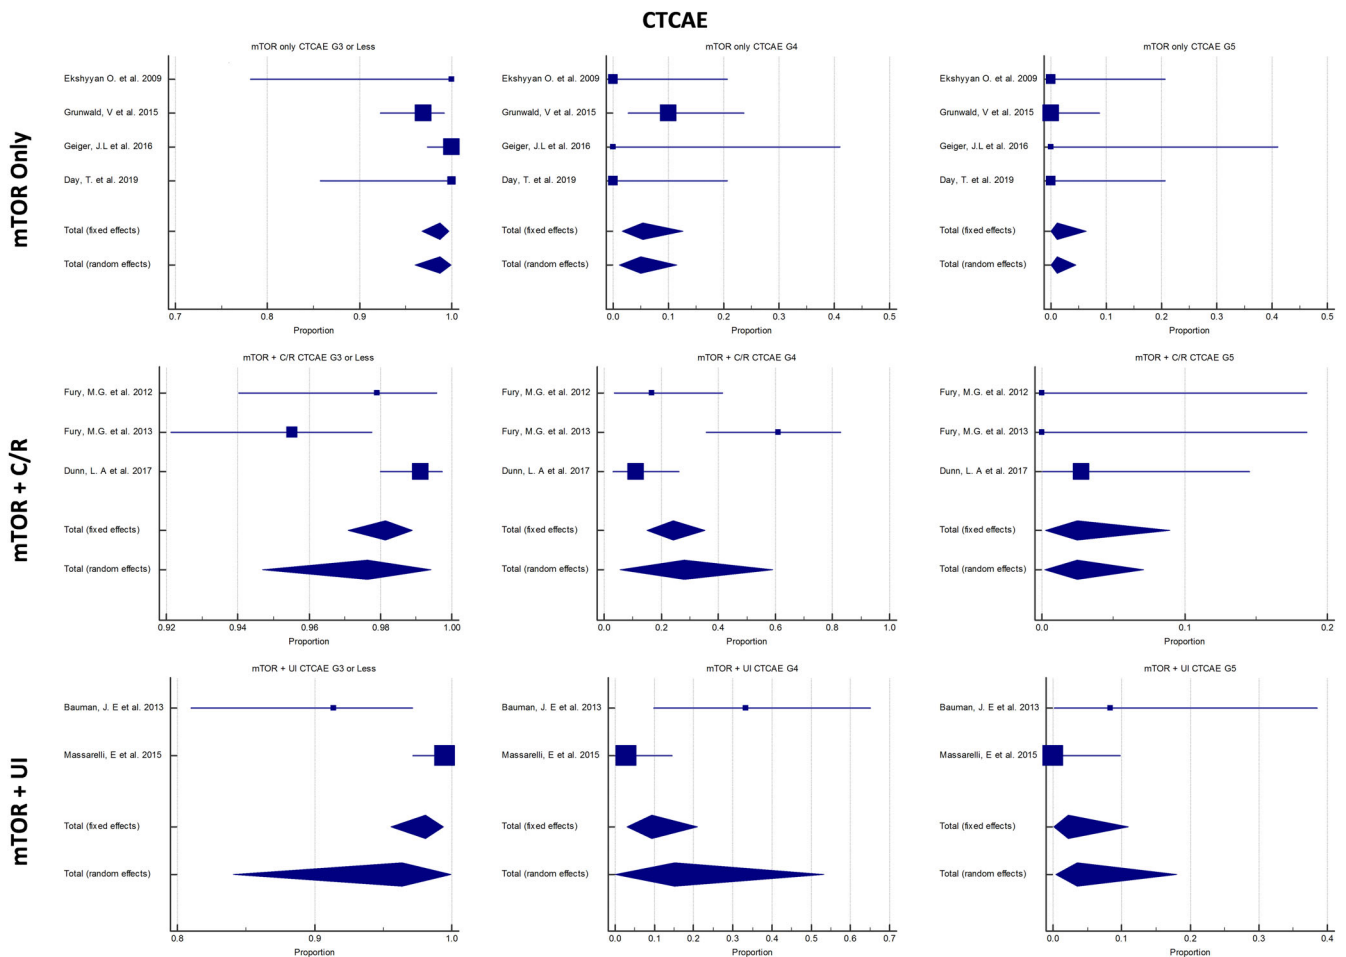 CTCAE
mTOR Only
mTOR only CTCAE G3 or Less
Ekshyyan O. et al. 2009
Grunwald, V et al. 2015
Geiger, J.L et al. 2016
Day, T. et al. 2019
Total (fixed effects)
Total (random effects)
0.7 0.8 0.9 1.0
Proportion
mTOR only CTCAE G4
Ekshyyan O. et al. 2009
Grunwald, V et al. 2015
Geiger, J.L et al. 2016
Day, T. et al. 2019
Total (fixed effects)
Total (random effects)
0.0 0.1 0.2 0.3 0.4 0.5
Proportion
mTOR only CTCAE G5
Ekshyyan O. et al. 2009
Grunwald, V et al. 2015
Geiger, J.L et al. 2016
Day, T. et al. 2019
Total (fixed effects)
Total (random effects)
0.0 0.1 0.2 0.3 0.4 0.5
Proportion
mTOR + C/R
mTOR + C/R CTCAE G3 or Less
Fury, M.G. et al. 2012
Fury, M.G. et al. 2013
Dunn, L. A et al. 2017
Total (fixed effects)
Total (random effects)
0.92 0.94 0.96 0.98 1.00
Proportion
mTOR + C/R CTCAE G4
Fury, M.G. et al. 2012
Fury, M.G. et al. 2013
Dunn, L. A et al. 2017
Total (fixed effects)
Total (random effects)
0.0 0.2 0.4 0.6 0.8 1.0
Proportion
mTOR + C/R CTCAE G5
Fury, M.G. et al. 2012
Fury, M.G. et al. 2013
Dunn, L. A et al. 2017
Total (fixed effects)
Total (random effects)
0.0 0.1 0.2
Proportion
mTOR + UI
mTOR + UI CTCAE G3 or Less
Bauman, J. E et al. 2013
Massarelli, E et al. 2015
Total (fixed effects)
Total (random effects)
0.8 0.9 1.0
Proportion
mTOR + UI CTCAE G4
Bauman, J. E et al. 2013
Massarelli, E et al. 2015
Total (fixed effects)
Total (random effects)
0.0 0.1 0.2 0.3 0.4 0.5 0.6 0.7
Proportion
mTOR + UI CTCAE G5
Bauman, J. E et al. 2013
Massarelli, E et al. 2015
Total (fixed effects)
Total (random effects)
0.0 0.1 0.2 0.3 0.4
Proportion